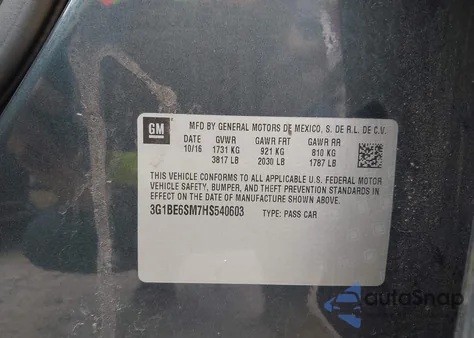 GM
MFD BY GENERAL MOTORS DE MEXICO, S. DE R.L. DE C.V.
DATE GVWR GAWR FRT GAWR RR
10/16 1731 KG 921 KG 810 KG
3817 LB 2030 LB 1787 LB
THIS VEHICLE CONFORMS TO ALL APPLICABLE U.S. FEDERAL MOTOR
VEHICLE SAFETY, BUMPER, AND THEFT PREVENTION STANDARDS IN
EFFECT ON THE DATE OF MANUFACTURE SHOWN ABOVE.
3G1BE6SM7HS540603 TYPE: PASS CAR
autoSnap